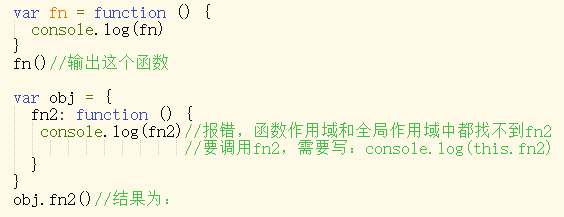 var fn = function () {
  console.log(fn)
}
fn()//输出这个函数

var obj = {
  fn2: function () {
   console.log(fn2)//报错，函数作用域和全局作用域中都找不到fn2
                   //要调用fn2，需要写：console.log(this.fn2)
  }
}
obj.fn2()//结果为：